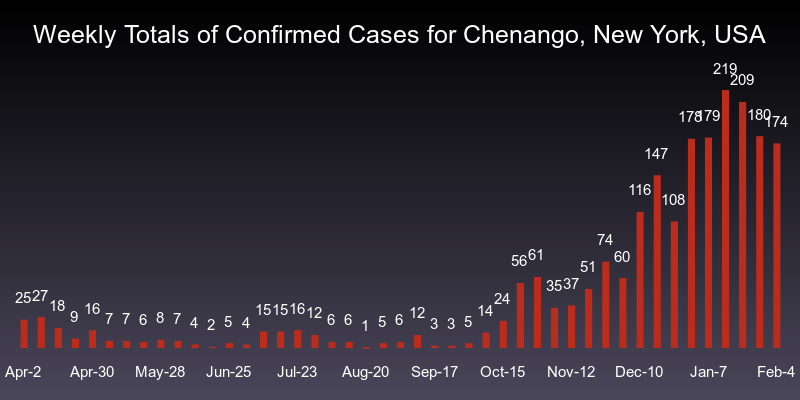 Weekly Totals of Confirmed Cases for Chenango, New York, USA
25 27 18 9 16 7 7 6 8 7 4 2 5 4 15 15 16 12 6 6 1 5 6 12 3 3 5 14 24 56 61 35 37 51 74 60 116 147 108 178 179 219 209 180 174
Apr-2 Apr-30 May-28 Jun-25 Jul-23 Aug-20 Sep-17 Oct-15 Nov-12 Dec-10 Jan-7 Feb-4